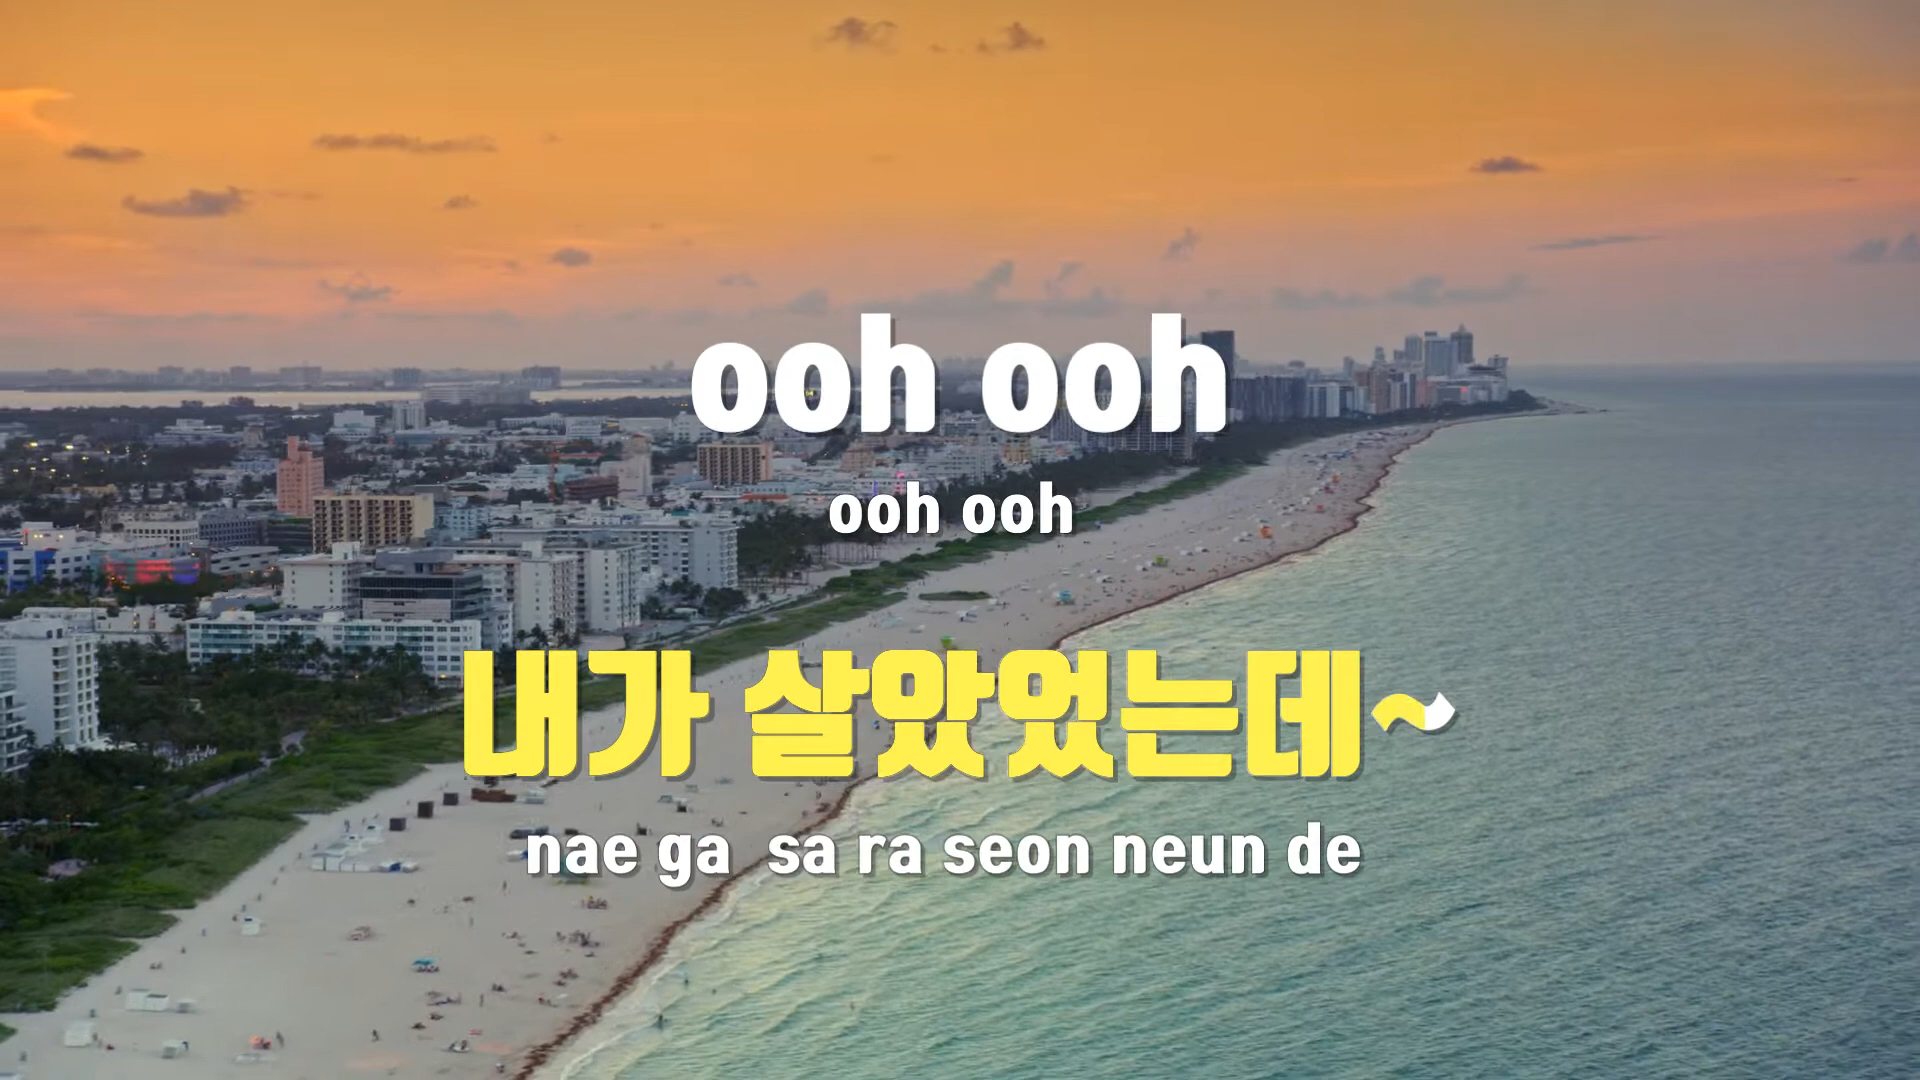 ooh ooh
ooh ooh
내가 살았었는데~
nae ga sa ra seon neun de